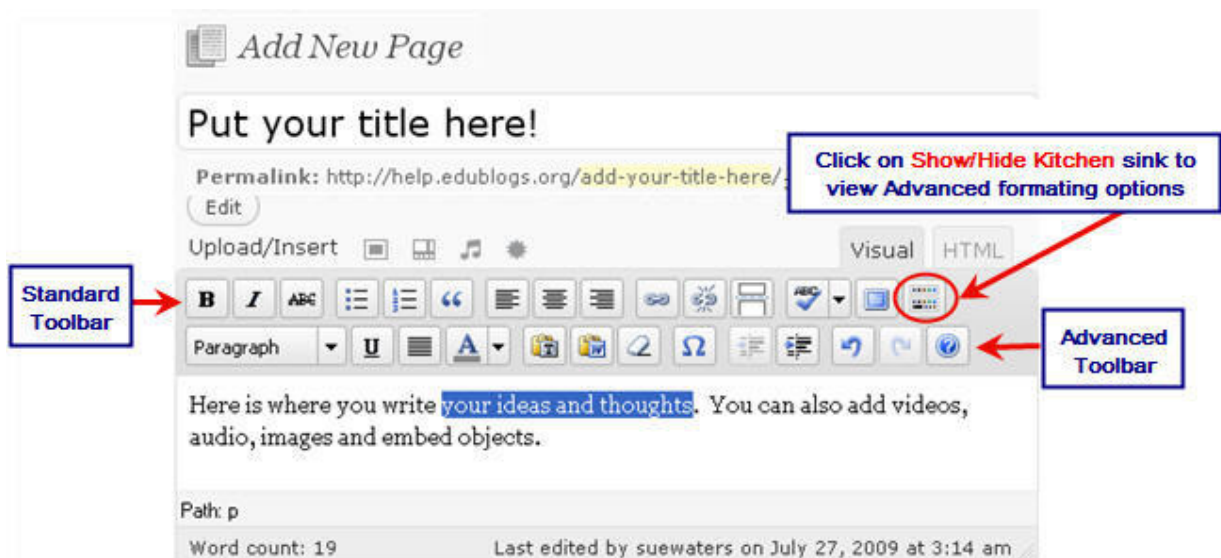 Add New Page
Put your title here!
Click on Show/Hide Kitchen sink to
view Advanced formating options
Permalink: http://help.edublogs.org/add-your-title-here/
Edit
Upload/Insert
Visual
HTML
Standard
Toolbar
B I ABC ABC
Paragraph U A T W Ω ?
Advanced
Toolbar
Here is where you write your ideas and thoughts. You can also add videos,
audio, images and embed objects.
Path: p
Word count: 19
Last edited by suewaters on July 27, 2009 at 3:14 am